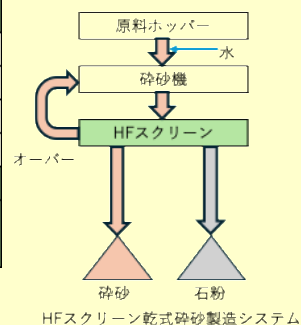 原料ホッパー
水
砕砂機
HFスクリーン
オーバー
砕砂
石粉
HFスクリーン乾式砕砂製造システム